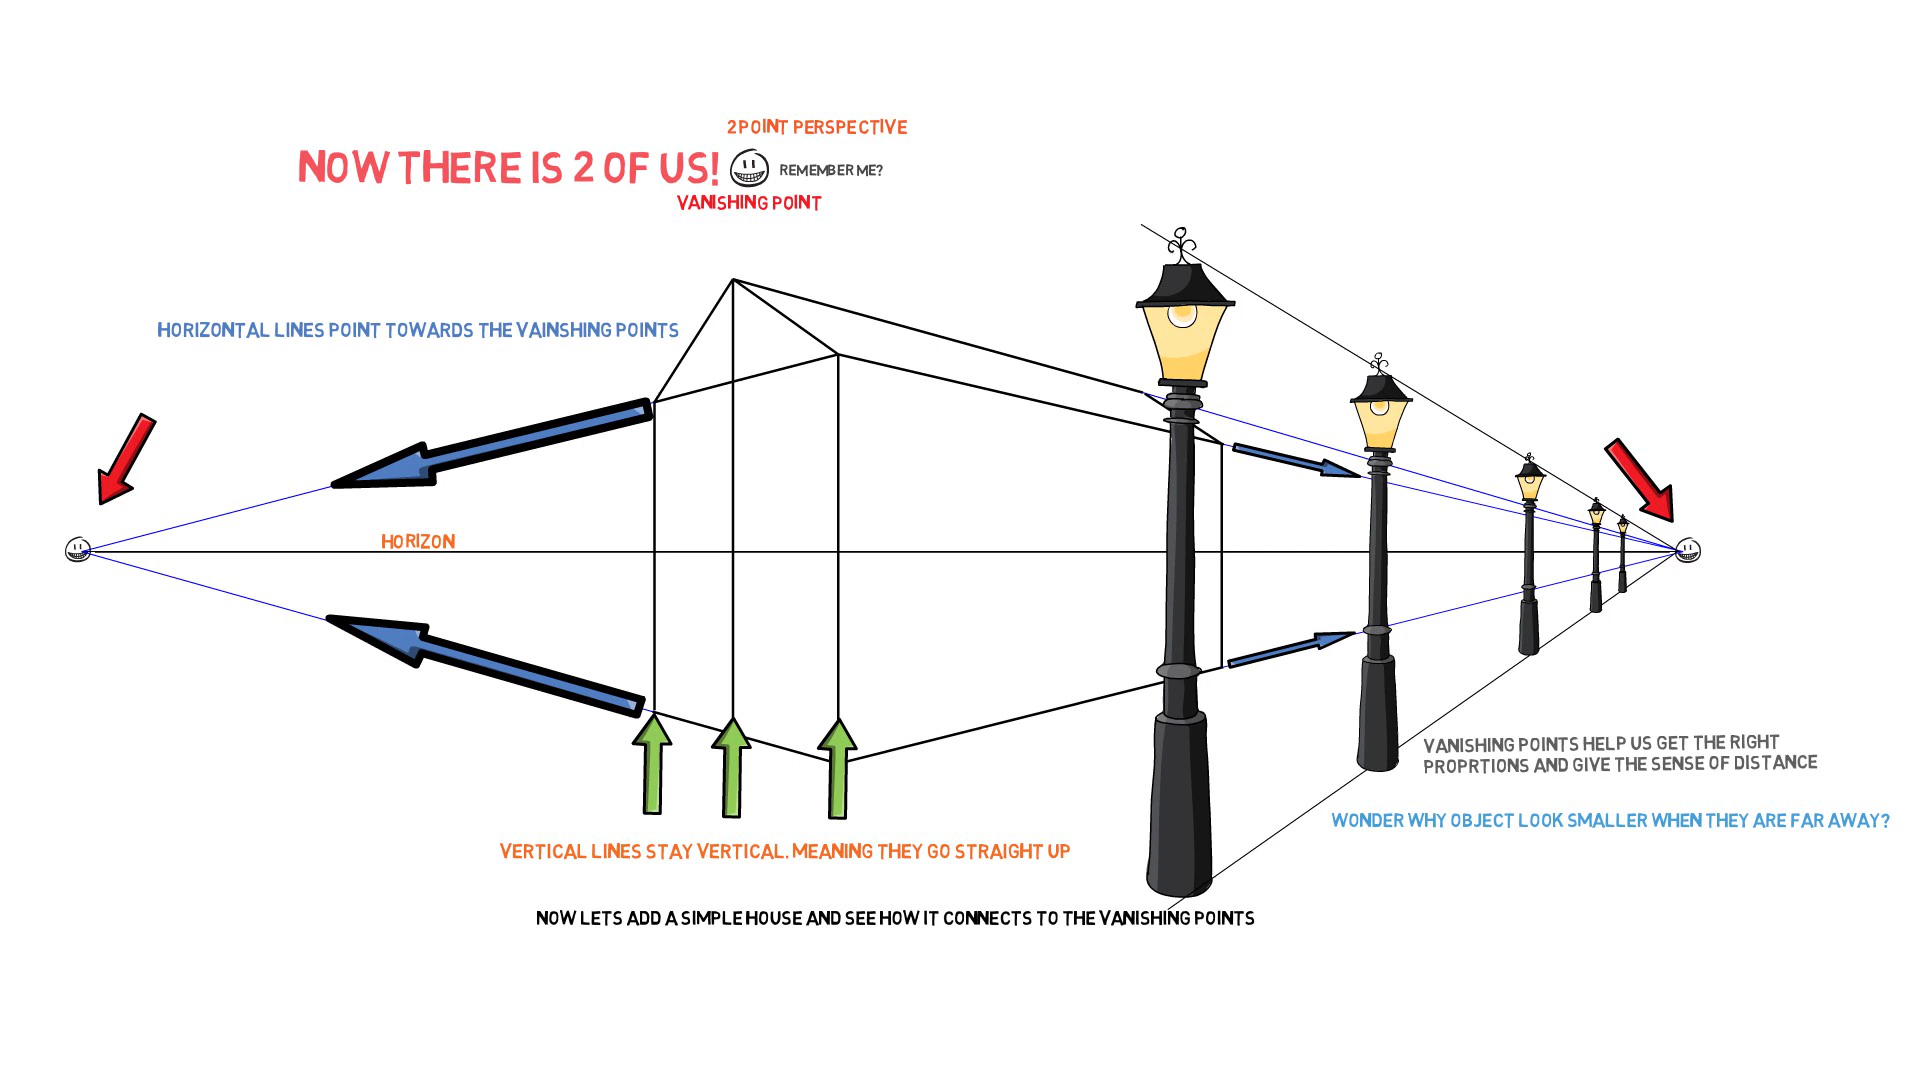 2 POINT PERSPECTIVE
NOW THERE IS 2 OF US!
REMEMBER ME?
VANISHING POINT
HORIZONTAL LINES POINT TOWARDS THE VAINSHING POINTS
HORIZON
VANISHING POINTS HELP US GET THE RIGHT
PROPRTIONS AND GIVE THE SENSE OF DISTANCE
WONDER WHY OBJECT LOOK SMALLER WHEN THEY ARE FAR AWAY?
VERTICAL LINES STAY VERTICAL. MEANING THEY GO STRAIGHT UP
NOW LETS ADD A SIMPLE HOUSE AND SEE HOW IT CONNECTS TO THE VANISHING POINTS